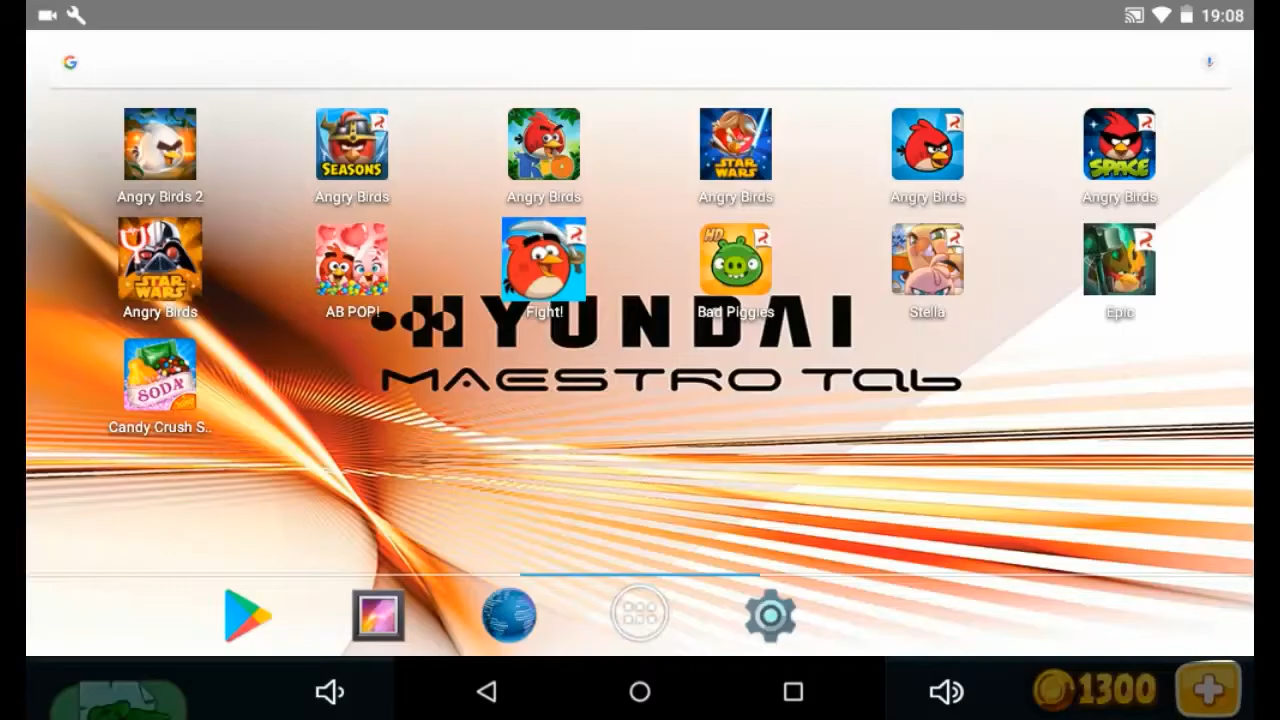 19:08
Angry Birds 2
SEASONS
Angry Birds
RIO
Angry Birds
STAR WARS
Angry Birds
Angry Birds
SPACE
Angry Birds
STAR WARS
Angry Birds
AB POP!
Fight!
HD
Bad Piggies
Stella
Epic
HYUNDAI
MAESTRO Tab
SODA
Candy Crush S..
1300